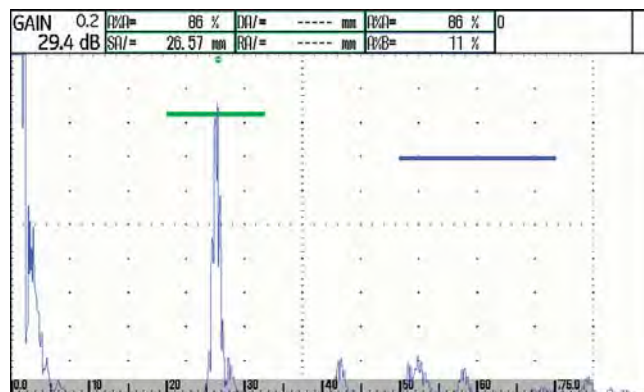 GAIN 0.2 A%A= 86 % DA/= ----- mm A%A= 86 % 0
29.4 dB SA/= 26.57 mm RA/= ----- mm A%B= 11 %
0.0 10 20 30 40 50 60 70 75.0